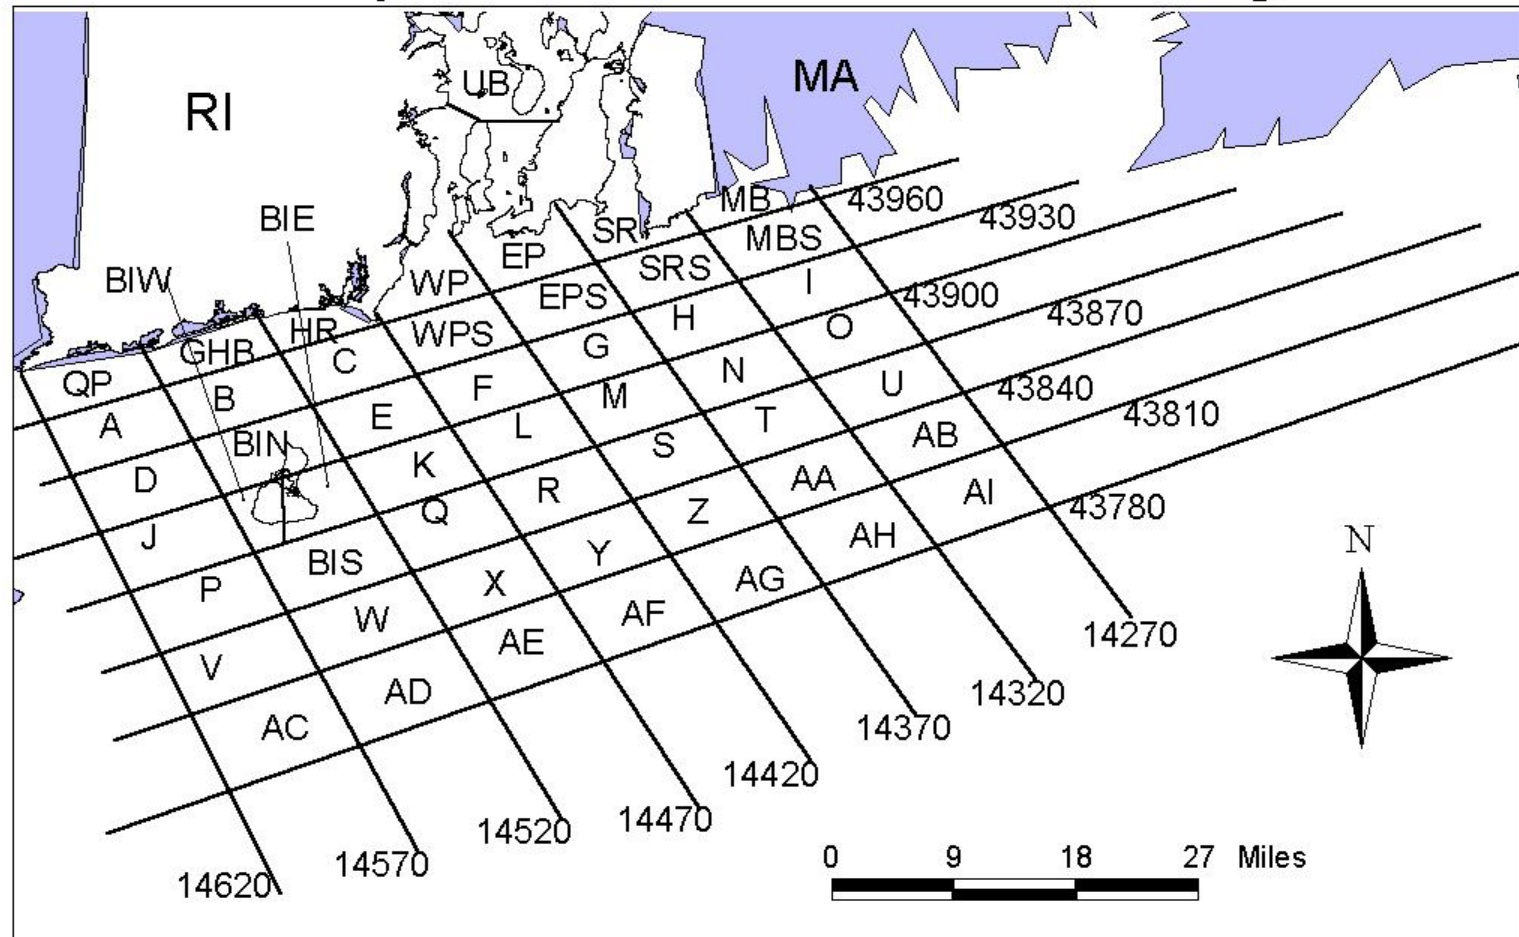 RI
MA
UB
BIE
BIW
MB
43960
SR
MBS
43930
EP
SRS
WP
EPS
I
43900
HR
WPS
H
O
43870
GHB
C
G
QP
B
F
M
N
U
43840
A
E
L
T
AB
43810
BIN
K
S
D
Q
R
AA
AI
43780
J
Z
AH
BIS
Y
N
P
X
AG
W
AE
AF
14270
V
AD
14320
AC
14370
14420
14470
14520
14570
14620
0 9 18 27 Miles